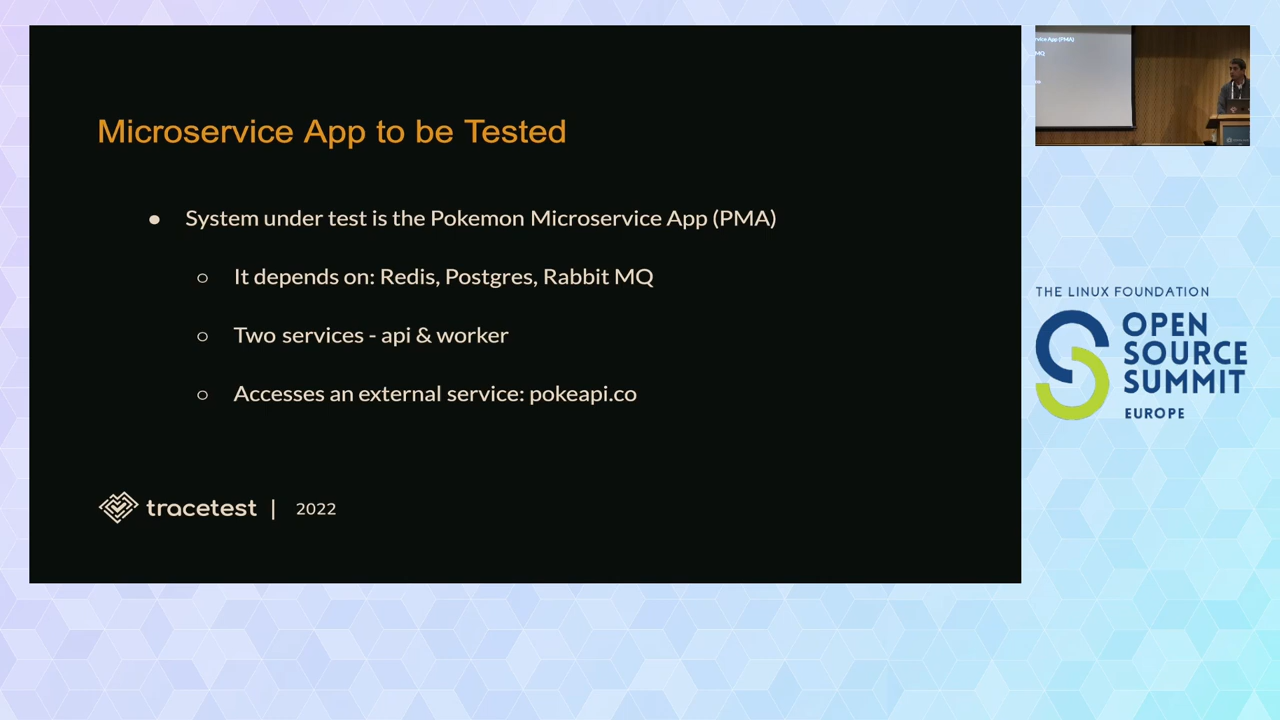 Microservice App to be Tested
● System under test is the Pokemon Microservice App (PMA)
○ It depends on: Redis, Postgres, Rabbit MQ
○ Two services - api & worker
○ Accesses an external service: pokeapi.co
tracetest | 2022
THE LINUX FOUNDATION
OPEN
SOURCE
SUMMIT
EUROPE